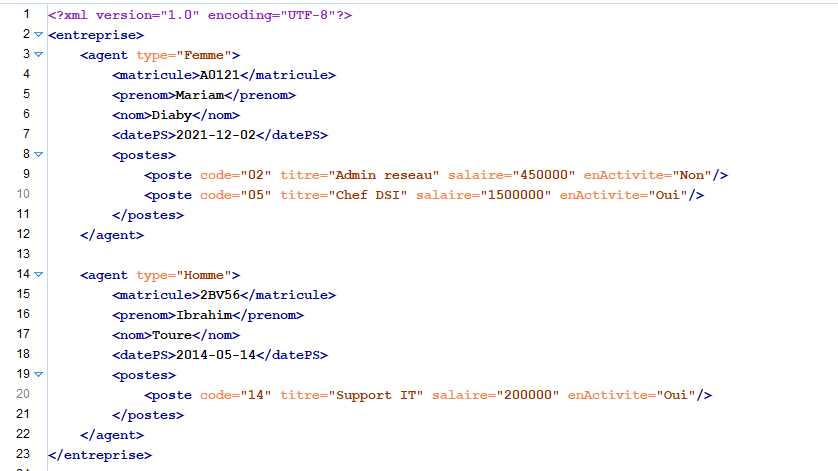 1 <?xml version="1.0" encoding="UTF-8"?>
2 <entreprise>
3 <agent type="Femme">
4 <matricule>A0121</matricule>
5 <prenom>Mariam</prenom>
6 <nom>Diaby</nom>
7 <datePS>2021-12-02</datePS>
8 <postes>
9 <poste code="02" titre="Admin reseau" salaire="450000" enActivite="Non"/>
10 <poste code="05" titre="Chef DSI" salaire="1500000" enActivite="Oui"/>
11 </postes>
12 </agent>
13
14 <agent type="Homme">
15 <matricule>2BV56</matricule>
16 <prenom>Ibrahim</prenom>
17 <nom>Toure</nom>
18 <datePS>2014-05-14</datePS>
19 <postes>
20 <poste code="14" titre="Support IT" salaire="200000" enActivite="Oui"/>
21 </postes>
22 </agent>
23 </entreprise>